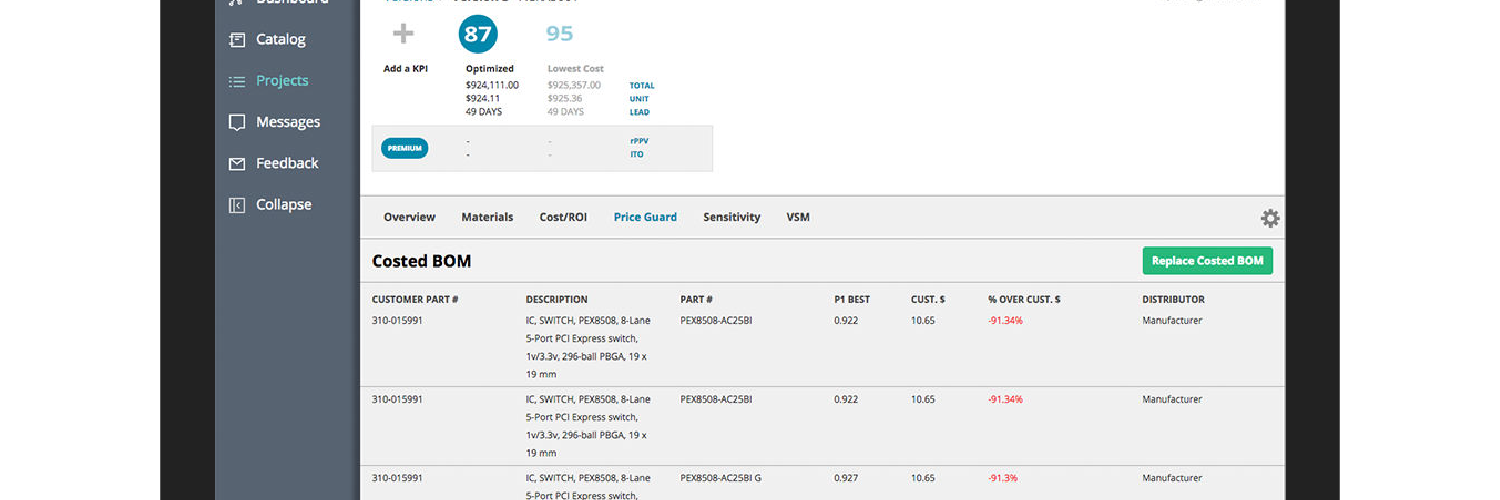 Dashboard
Catalog
Projects
Messages
Feedback
Collapse
87 95
Add a KPI Optimized Lowest Cost
$924,111.00 $925,357.00 TOTAL
$924.11 $925.36 UNIT
49 DAYS 49 DAYS LEAD
PREMIUM - - rPPV
- - ITO
Overview Materials Cost/ROI Price Guard Sensitivity VSM
Costed BOM Replace Costed BOM
CUSTOMER PART # DESCRIPTION PART # P1 BEST CUST. $ % OVER CUST. $ DISTRIBUTOR
310-015991 IC, SWITCH, PEX8508, 8-Lane PEX8508-AC25BI 0.922 10.65 -91.34% Manufacturer
5-Port PCI Express switch,
1v/3.3v, 296-ball PBGA, 19 x
19 mm
310-015991 IC, SWITCH, PEX8508, 8-Lane PEX8508-AC25BI 0.922 10.65 -91.34% Manufacturer
5-Port PCI Express switch,
1v/3.3v, 296-ball PBGA, 19 x
19 mm
310-015991 IC, SWITCH, PEX8508, 8-Lane PEX8508-AC25BI G 0.927 10.65 -91.3% Manufacturer
5-Port PCI Express switch,